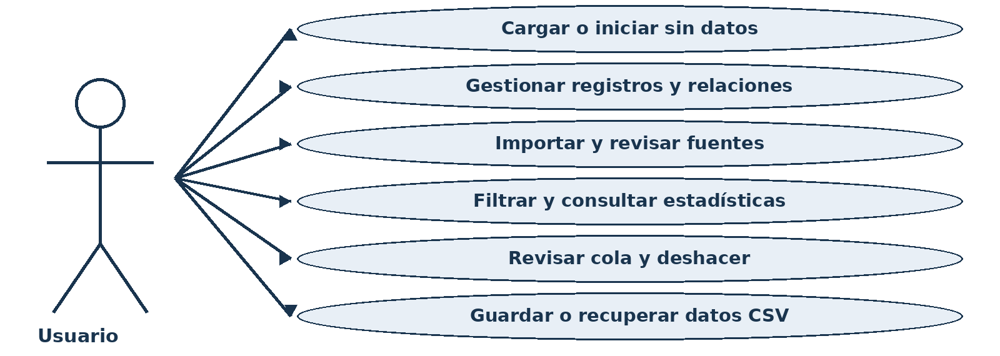 Cargar o iniciar sin datos
Gestionar registros y relaciones
Importar y revisar fuentes
Filtrar y consultar estadísticas
Revisar cola y deshacer
Guardar o recuperar datos CSV
Usuario